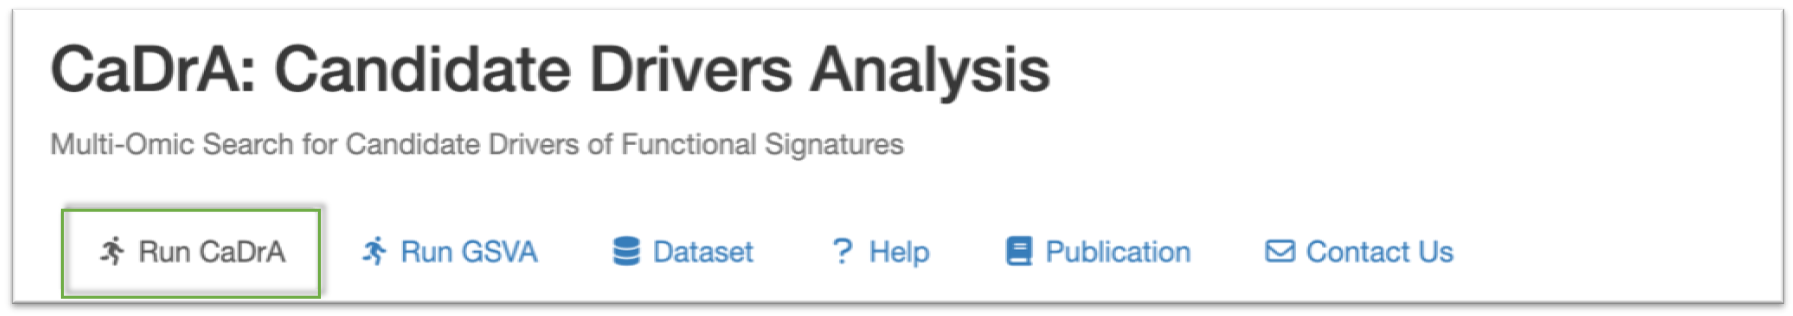 CaDrA: Candidate Drivers Analysis
Multi-Omic Search for Candidate Drivers of Functional Signatures
Run CaDrA Run GSVA Dataset ? Help Publication Contact Us